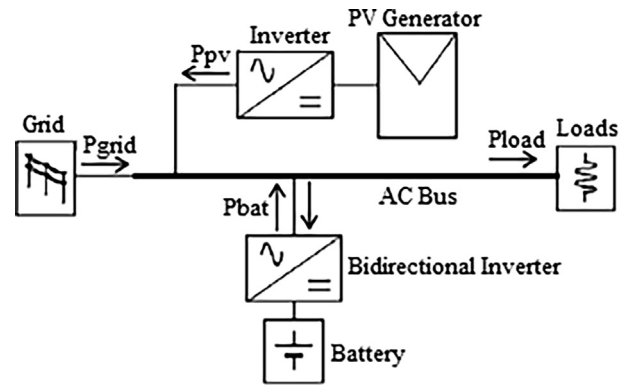 PV Generator
Inverter
Ppv
Grid
Pgrid
Pload
Loads
AC Bus
Pbat
Bidirectional Inverter
Battery